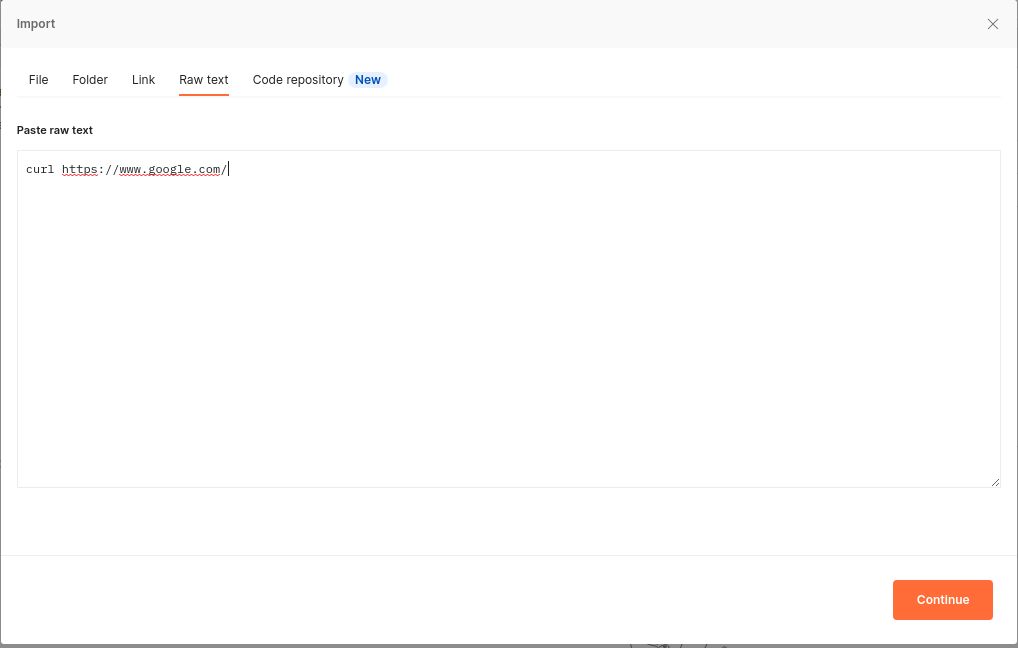 Import
File Folder Link Raw text Code repository New
Paste raw text
curl https://www.google.com/
Continue